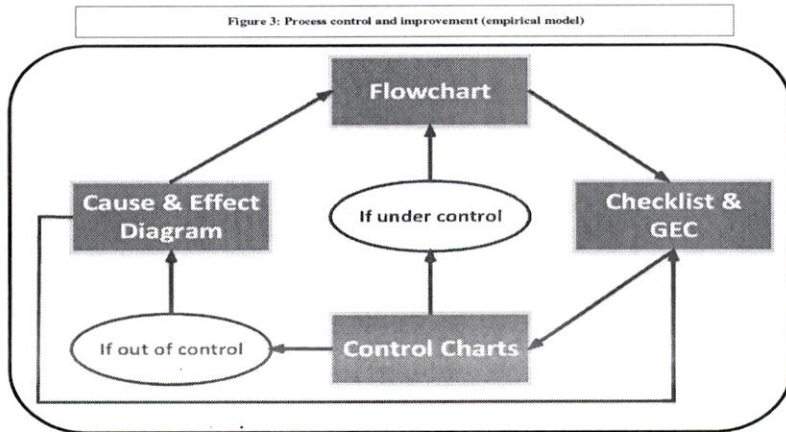 Figure 3: Process control and improvement (empirical model)
Flowchart
Cause & Effect
Diagram
If under control
Checklist &
GEC
If out of control
Control Charts